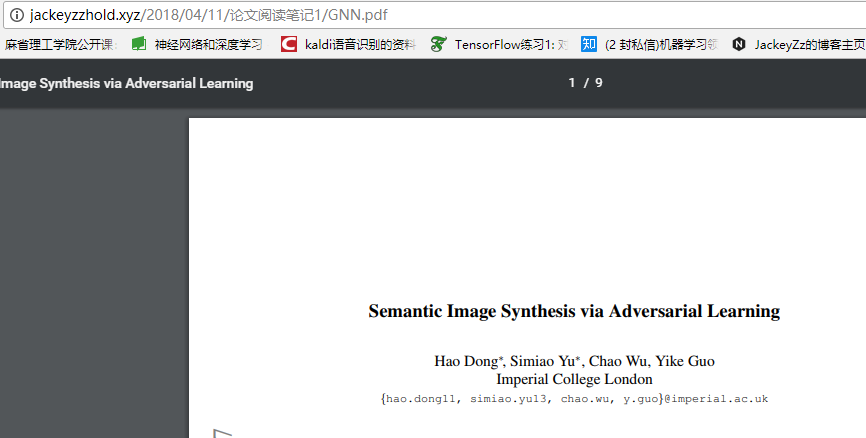 jackeyzzhold.xyz/2018/04/11/论文阅读笔记1/GNN.pdf
麻省理工学院公开课: 神经网络和深度学习 kaldi语音识别的资料 TensorFlow练习1: 对 知 (2 封私信)机器学习领 N JackeyZz的博客主页
Image Synthesis via Adversarial Learning 1 / 9
Semantic Image Synthesis via Adversarial Learning
Hao Dong*, Simiao Yu*, Chao Wu, Yike Guo
Imperial College London
{hao.dong11, simiao.yu13, chao.wu, y.guo}@imperial.ac.uk